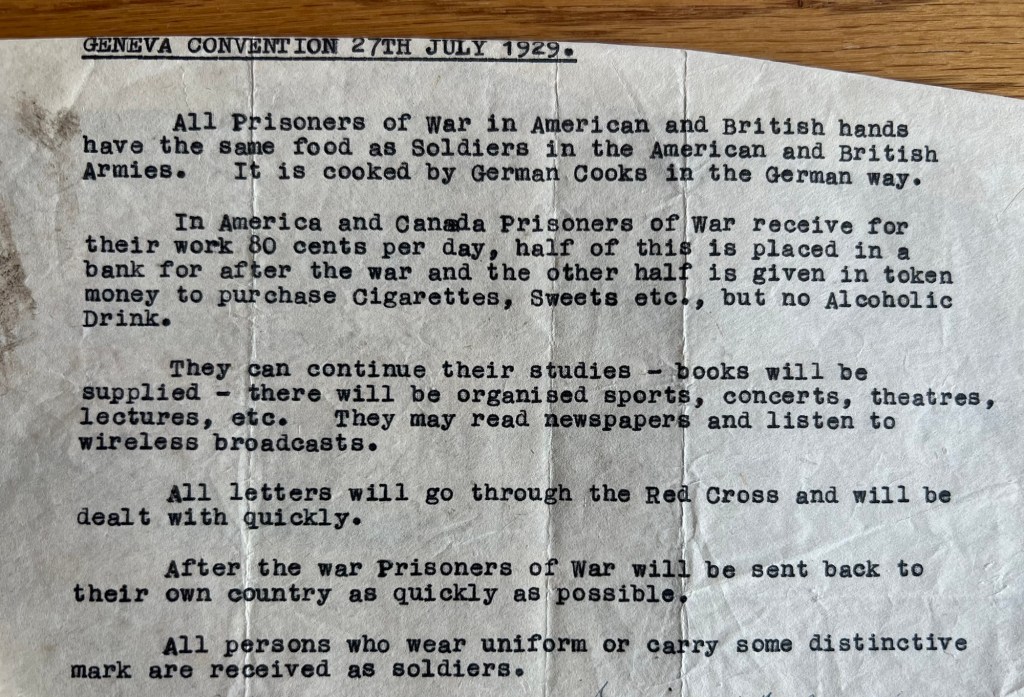 GENEVA CONVENTION 27TH JULY 1929.
All Prisoners of War in American and British hands
have the same food as Soldiers in the American and British
Armies. It is cooked by German Cooks in the German way.
In America and Canada Prisoners of War receive for
their work 80 cents per day, half of this is placed in a
bank for after the war and the other half is given in token
money to purchase Cigarettes, Sweets etc., but no Alcoholic
Drink.
They can continue their studies - books will be
supplied - there will be organised sports, concerts, theatres,
lectures, etc. They may read newspapers and listen to
wireless broadcasts.
All letters will go through the Red Cross and will be
dealt with quickly.
After the war Prisoners of War will be sent back to
their own country as quickly as possible.
All persons who wear uniform or carry some distinctive
mark are received as soldiers.